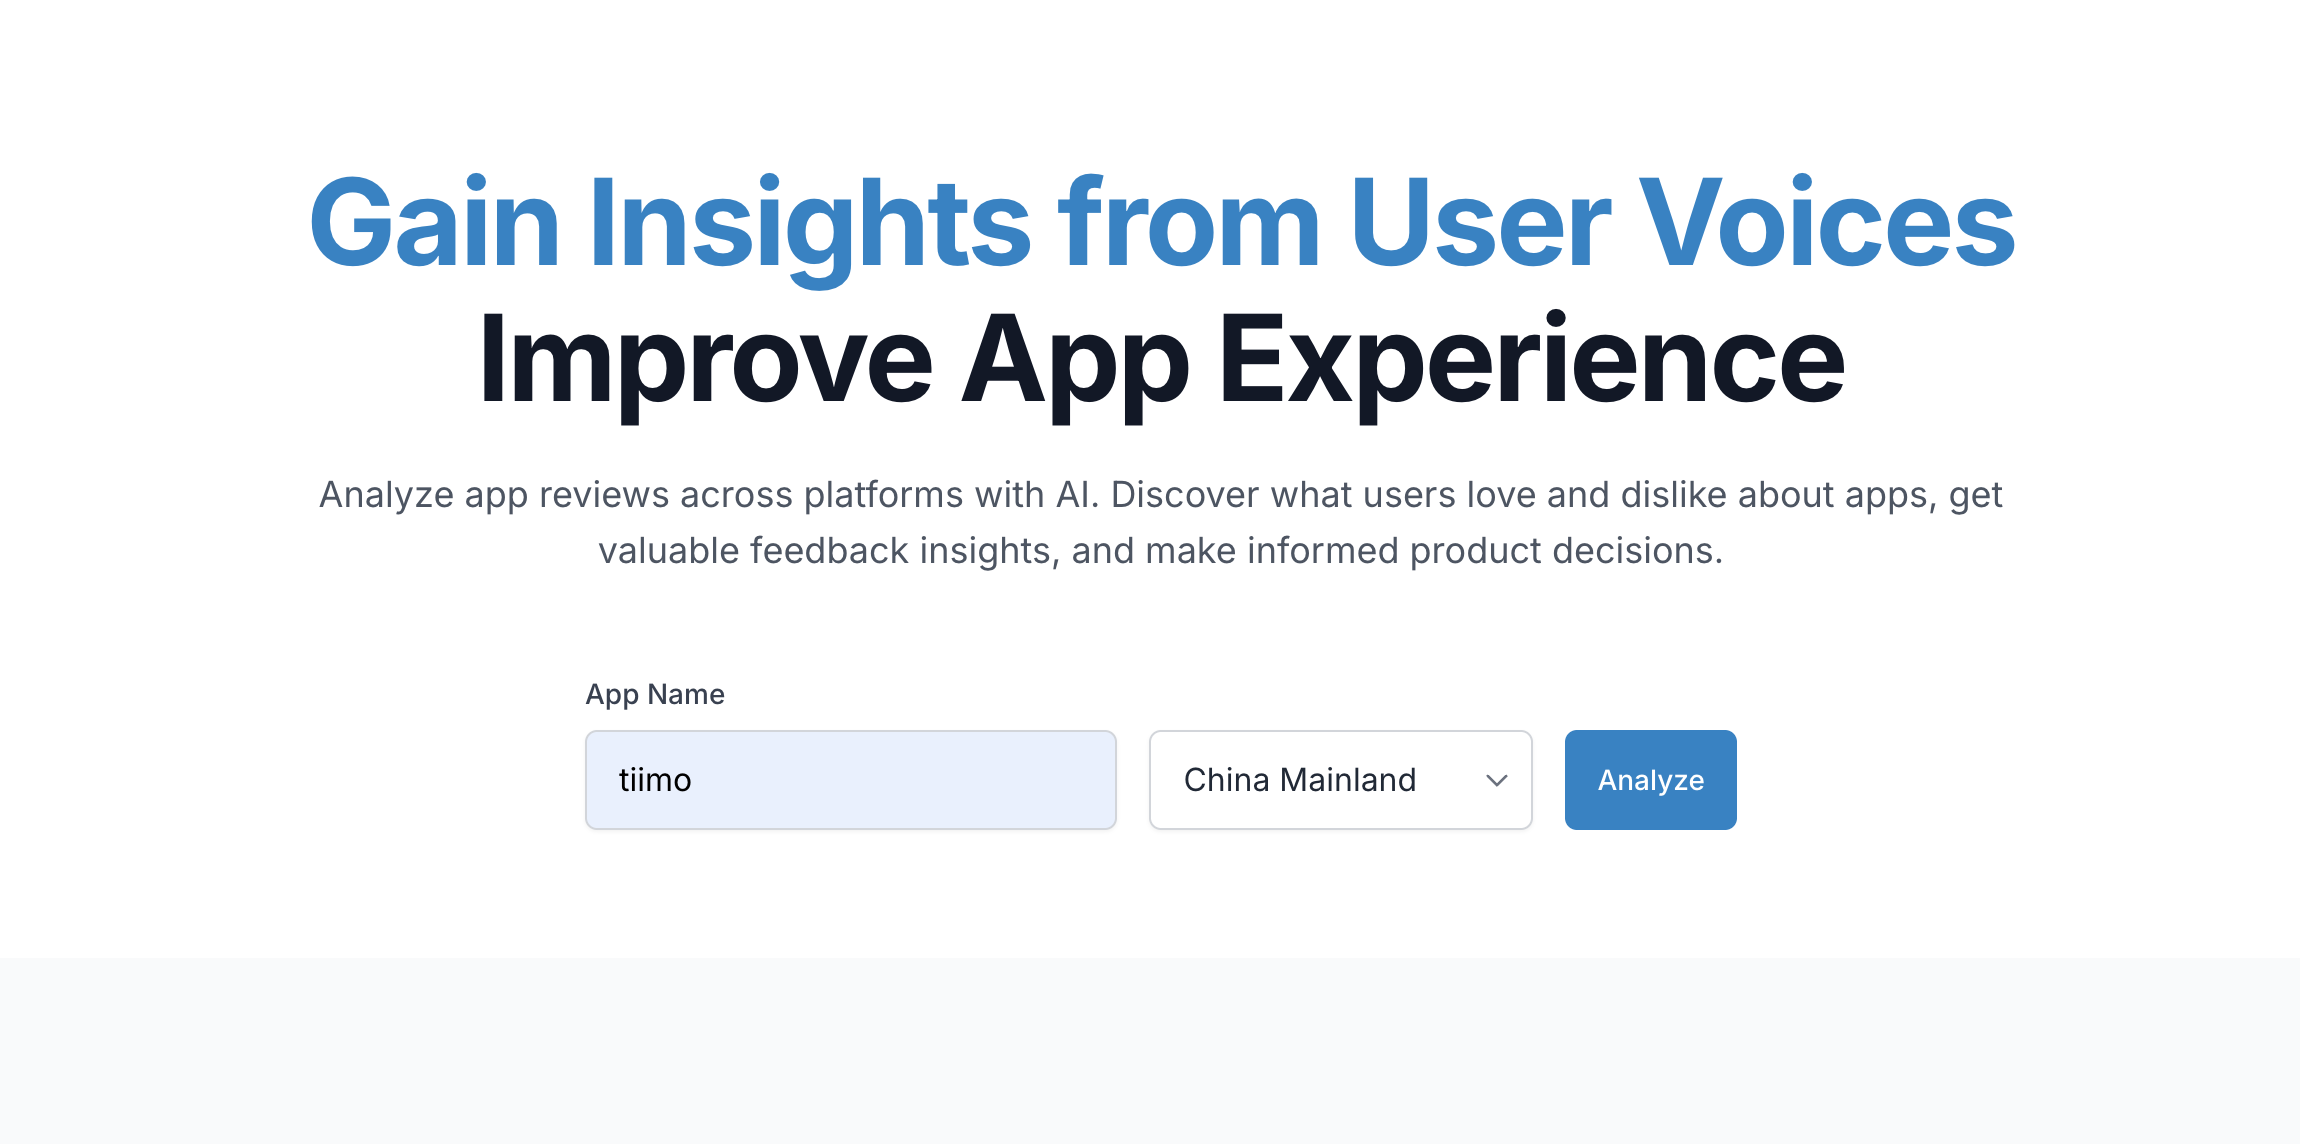 Gain Insights from User Voices
Improve App Experience
Analyze app reviews across platforms with AI. Discover what users love and dislike about apps, get
valuable feedback insights, and make informed product decisions.
App Name
tiimo
China Mainland
Analyze